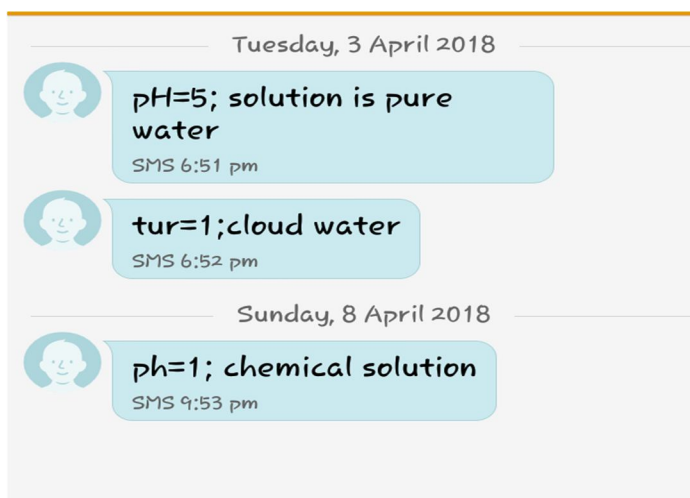 Tuesday, 3 April 2018
pH=5; solution is pure
water
SMS 6:51 pm
tur=1;cloud water
SMS 6:52 pm
Sunday, 8 April 2018
ph=1; chemical solution
SMS 9:53 pm